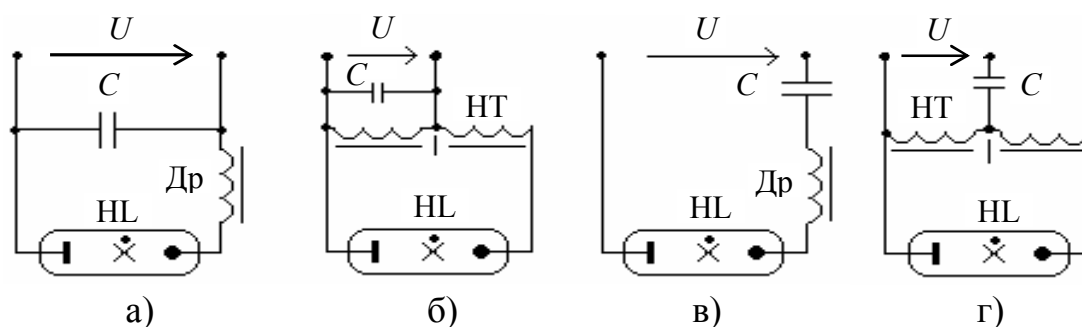 U U U U
C C C C
НТ НТ
Др Др
HL HL HL HL
а) б) в) г)